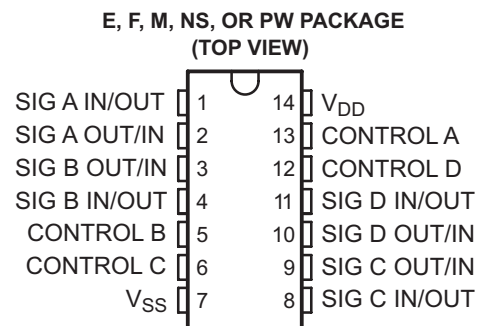 E, F, M, NS, OR PW PACKAGE
(TOP VIEW)
SIG A IN/OUT 1 14 VDD
SIG A OUT/IN 2 13 CONTROL A
SIG B OUT/IN 3 12 CONTROL D
SIG B IN/OUT 4 11 SIG D IN/OUT
CONTROL B 5 10 SIG D OUT/IN
CONTROL C 6 9 SIG C OUT/IN
VSS 7 8 SIG C IN/OUT